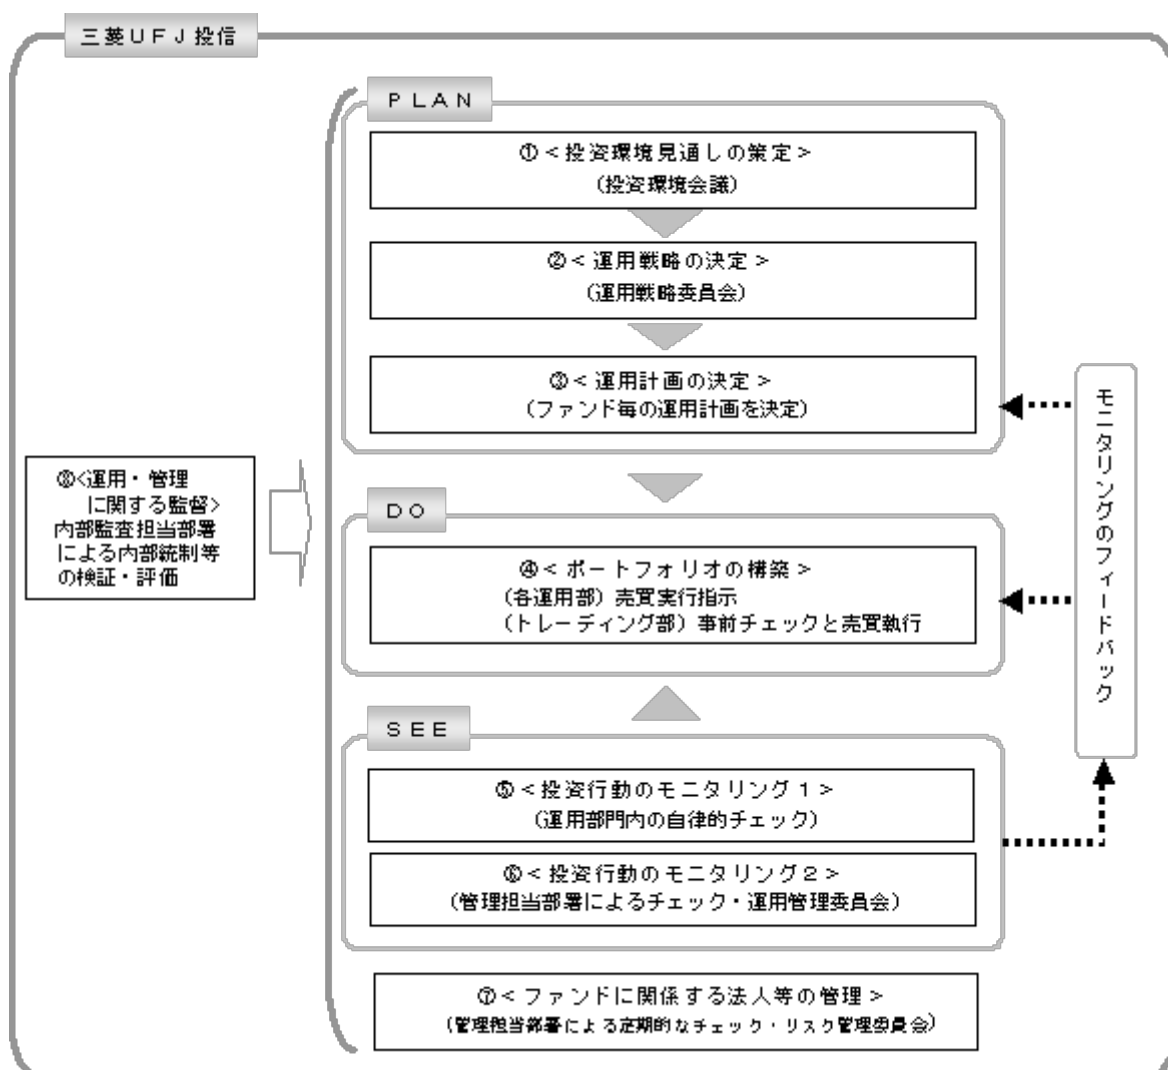 三菱ＵＦＪ投信
ＰＬＡＮ
①＜投資環境見通しの策定＞
（投資環境会議）
②＜運用戦略の決定＞
（運用戦略委員会）
③＜運用計画の決定＞
（ファンド毎の運用計画を決定）
モニタリングのフィードバック
⑧<運用・管理
に関する監督>
内部監査担当部署
による内部統制等
の検証・評価
ＤＯ
④＜ポートフォリオの構築＞
（各運用部）売買実行指示
（トレーディング部）事前チェックと売買執行
ＳＥＥ
⑤＜投資行動のモニタリング１＞
（運用部門内の自律的チェック）
⑥＜投資行動のモニタリング２＞
（管理担当部署によるチェック・運用管理委員会）
⑦＜ファンドに関係する法人等の管理＞
（管理担当部署による定期的なチェック・リスク管理委員会）